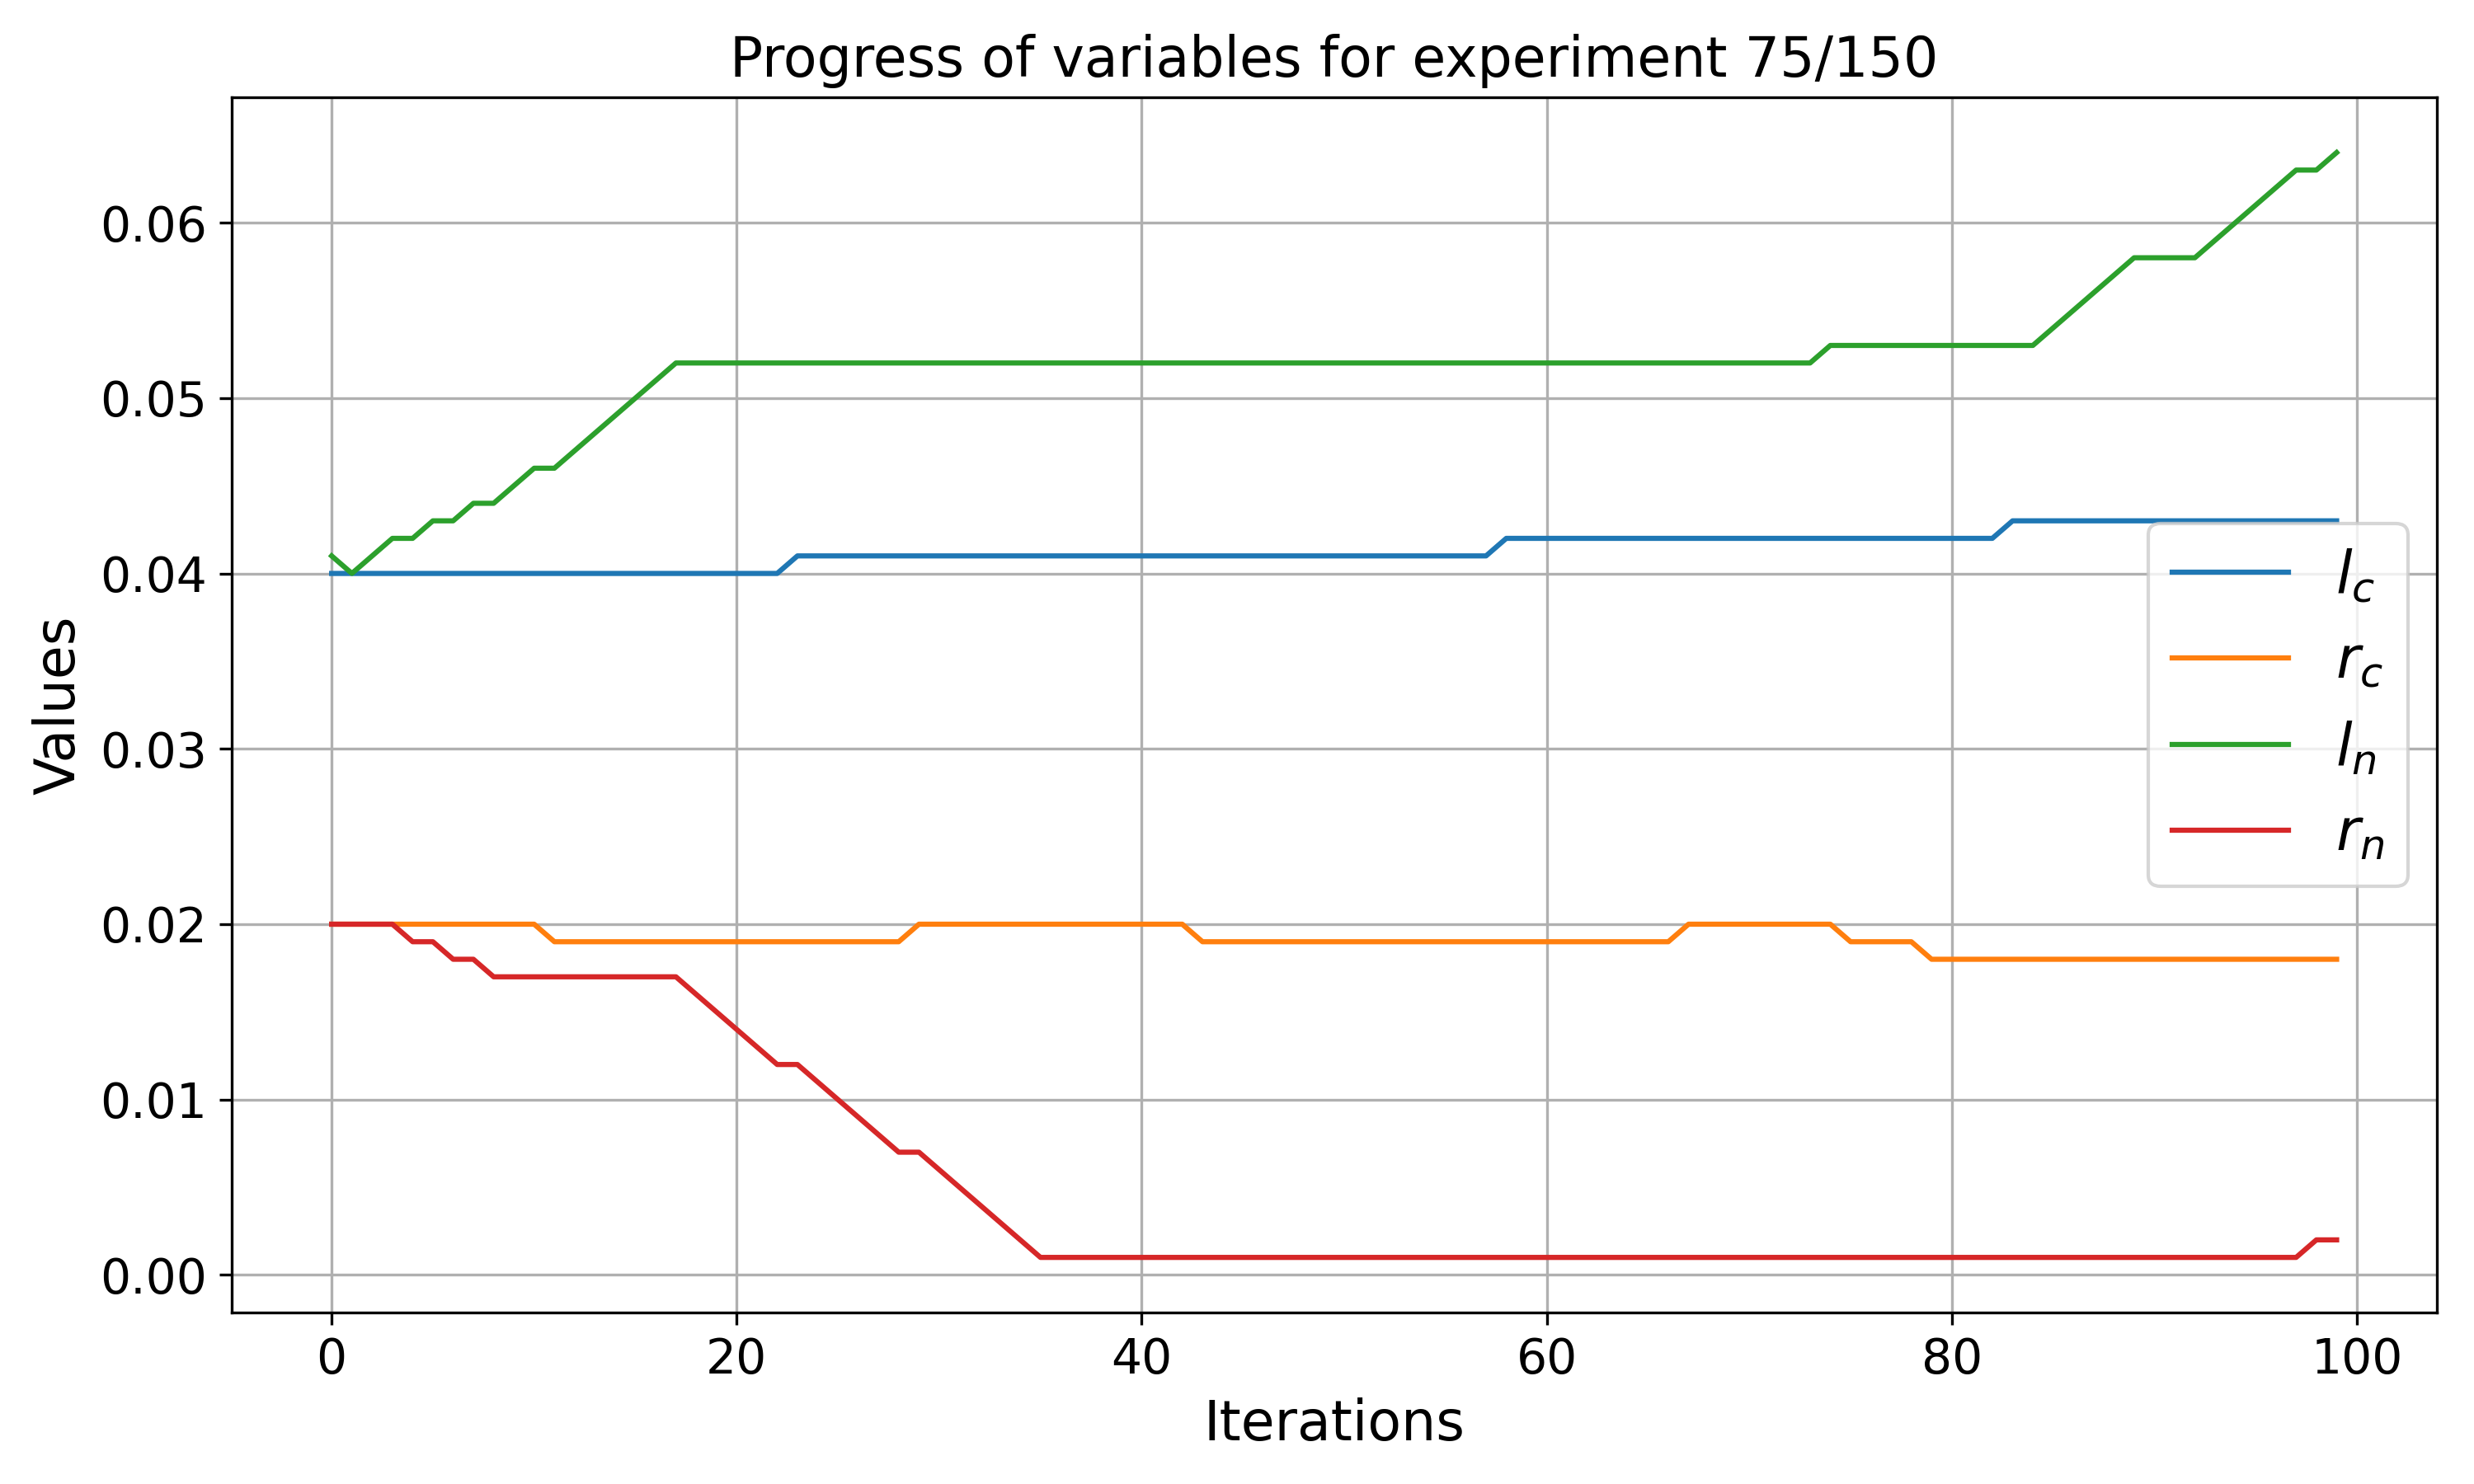 Progress of variables for experiment 75/150
Values
0.06
0.05
0.04
0.03
0.02
0.01
0.00
l_c
r_c
l_n
r_n
0 20 40 60 80 100
Iterations